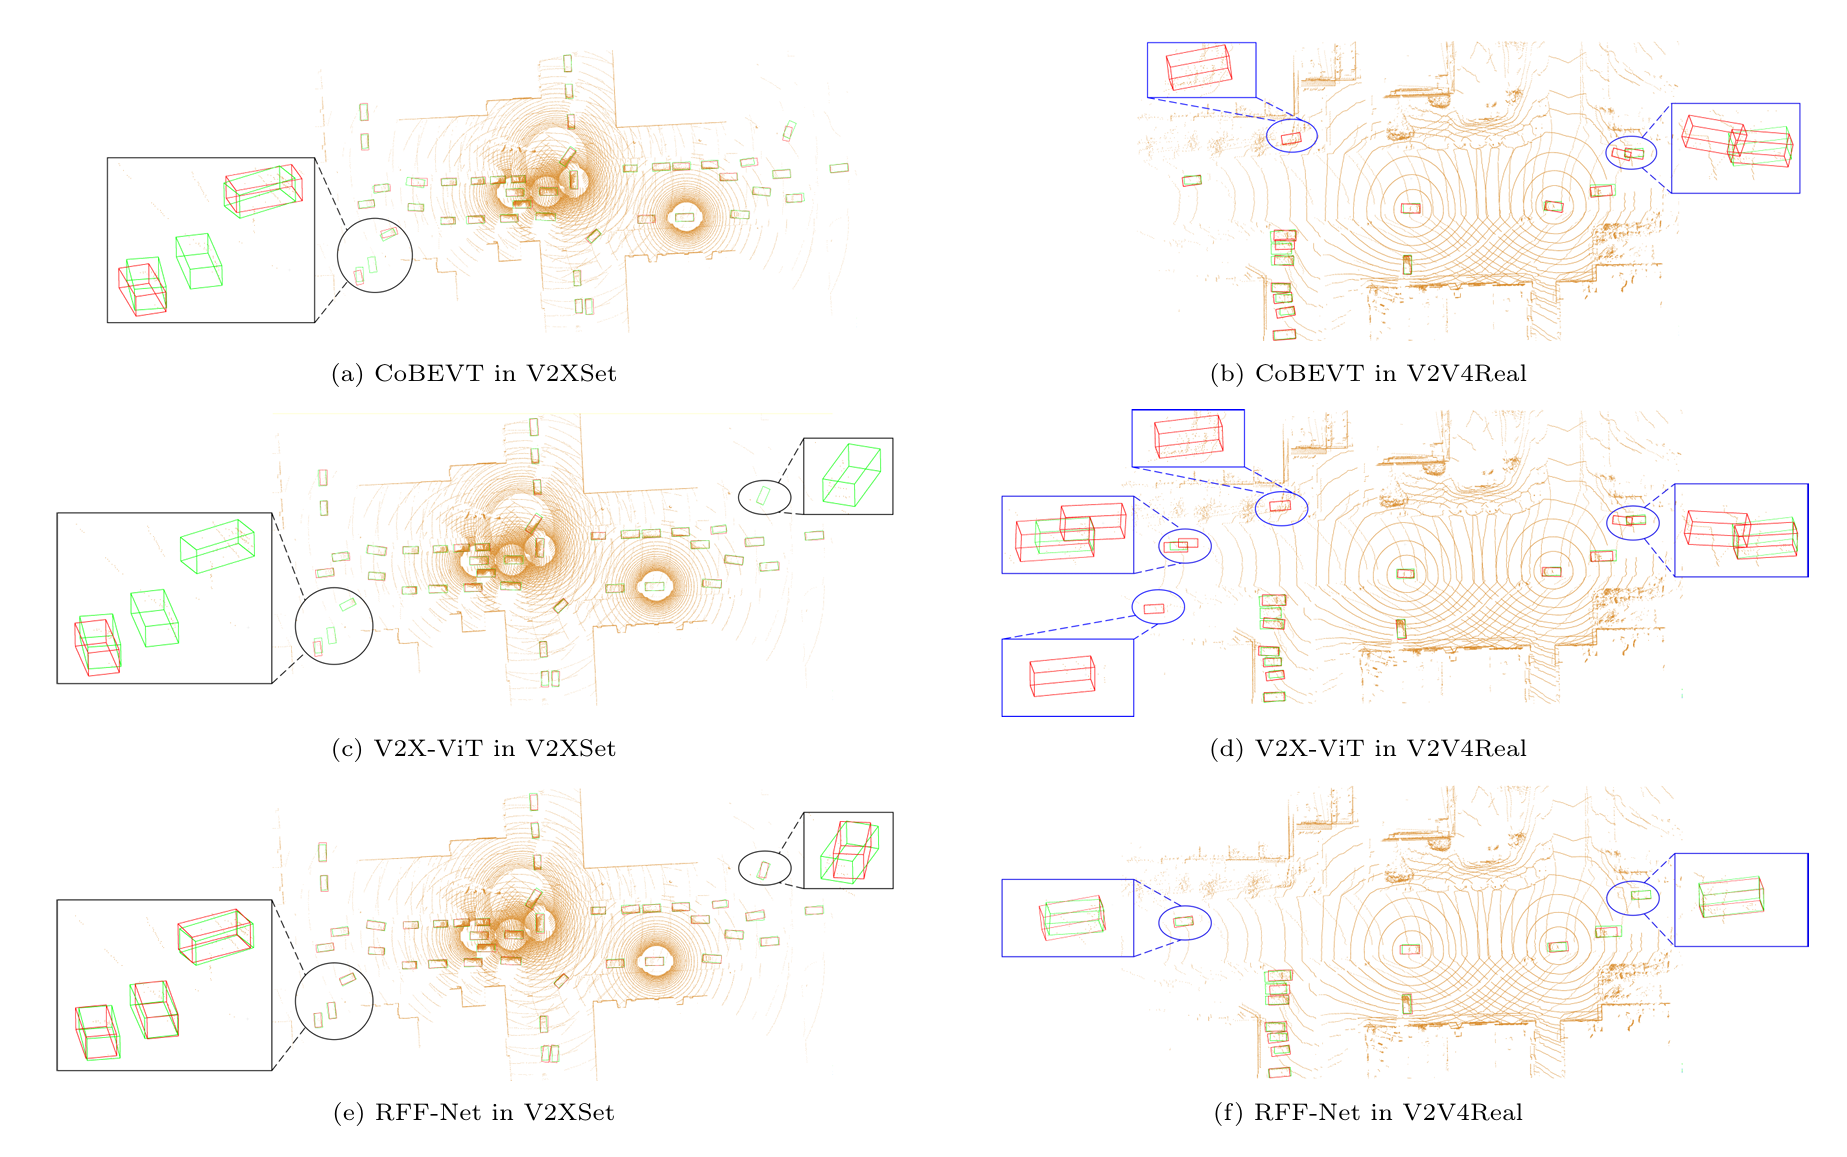 (a) CoBEVT in V2XSet
(b) CoBEVT in V2V4Real
(c) V2X-ViT in V2XSet
(d) V2X-ViT in V2V4Real
(e) RFF-Net in V2XSet
(f) RFF-Net in V2V4Real